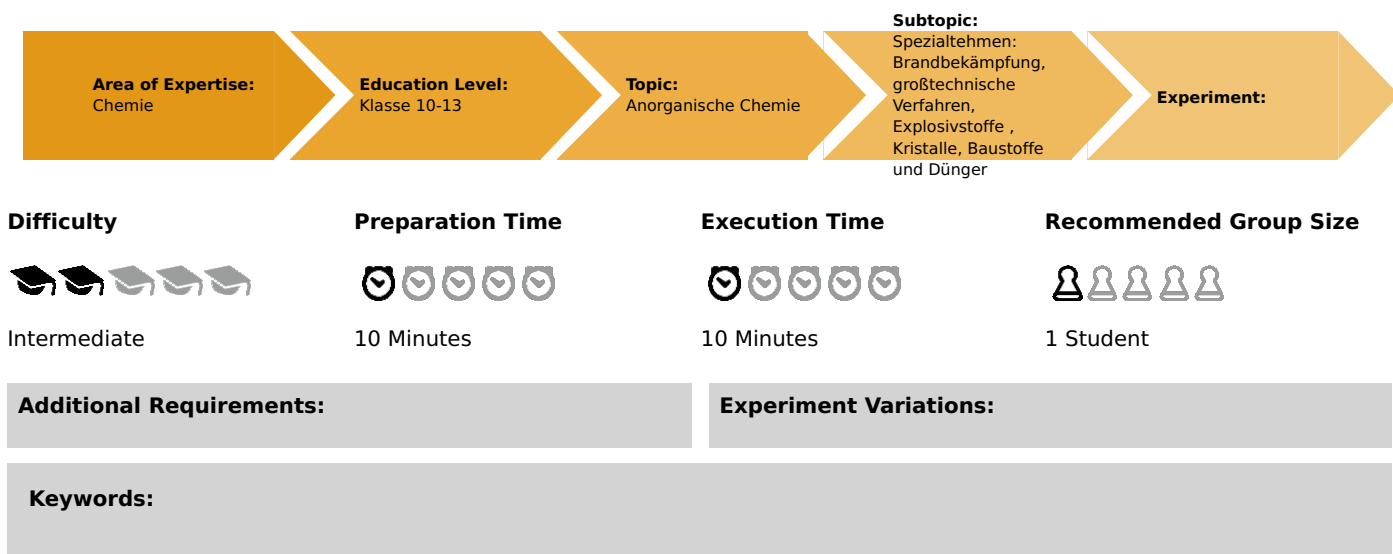 Area of Expertise:
Chemie
Education Level:
Klasse 10-13
Topic:
Anorganische Chemie
Subtopic:
Spezialtehmen:
Brandbekämpfung,
großtechnische
Verfahren,
Explosivstoffe ,
Kristalle, Baustoffe
und Dünger
Experiment:
Difficulty
Preparation Time
Execution Time
Recommended Group Size
Intermediate
10 Minutes
10 Minutes
1 Student
Additional Requirements:
Experiment Variations:
Keywords: